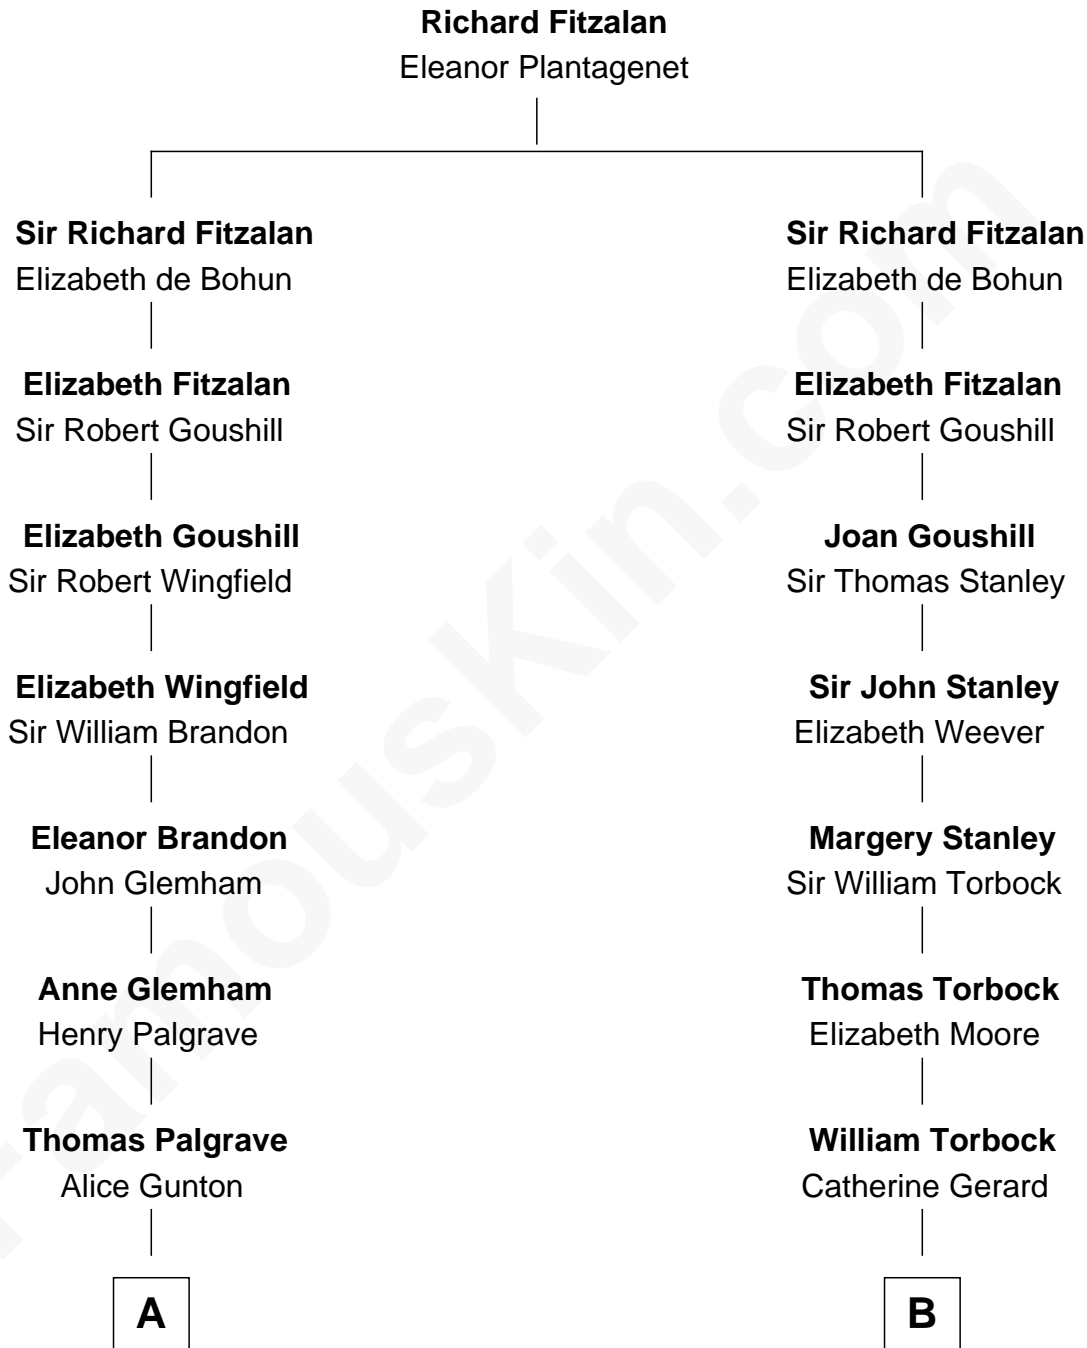 Richard Fitzalan
Eleanor Plantagenet
Sir Richard Fitzalan
Elizabeth de Bohun
Elizabeth Fitzalan
Sir Robert Goushill
Elizabeth Goushill
Sir Robert Wingfield
Elizabeth Wingfield
Sir William Brandon
Eleanor Brandon
John Glemham
Anne Glemham
Henry Palgrave
Thomas Palgrave
Alice Gunton
A
Sir Richard Fitzalan
Elizabeth de Bohun
Elizabeth Fitzalan
Sir Robert Goushill
Joan Goushill
Sir Thomas Stanley
Sir John Stanley
Elizabeth Weever
Margery Stanley
Sir William Torbock
Thomas Torbock
Elizabeth Moore
William Torbock
Catherine Gerard
B
FamousKin.com